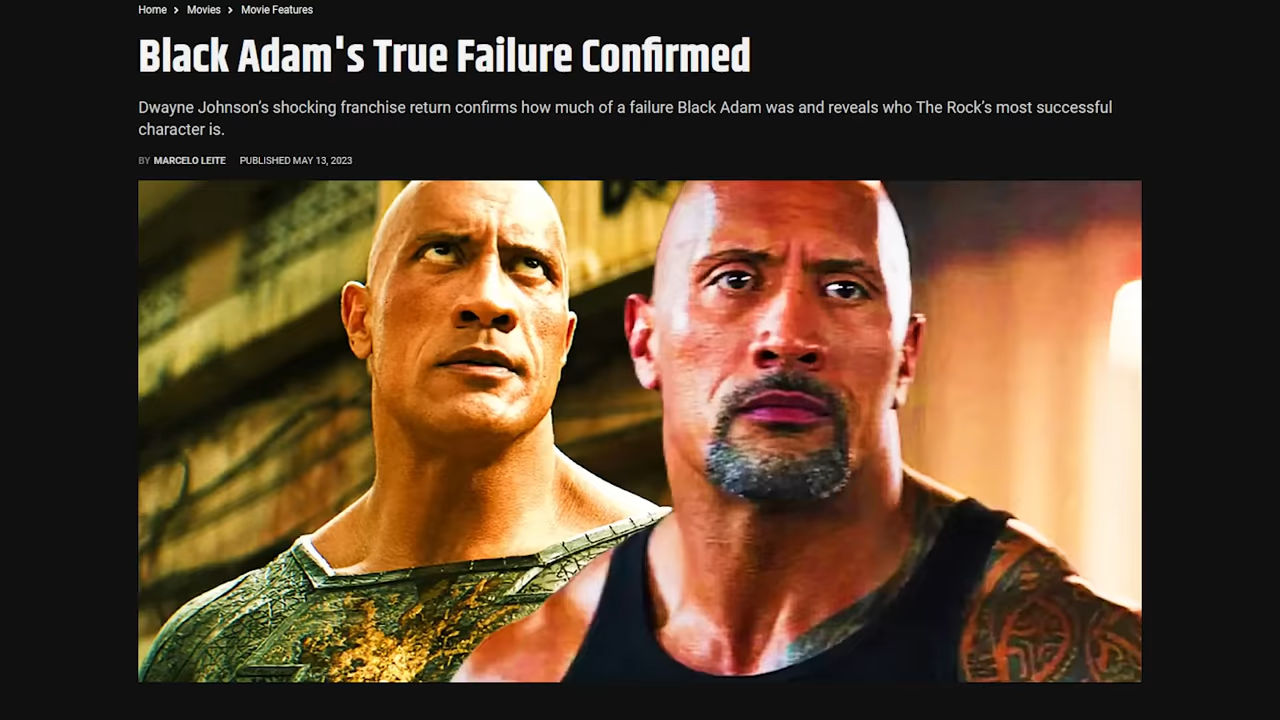 Home > Movies > Movie Features
Black Adam's True Failure Confirmed
Dwayne Johnson’s shocking franchise return confirms how much of a failure Black Adam was and reveals who The Rock’s most successful
character is.
BY MARCELO LEITE PUBLISHED MAY 13, 2023